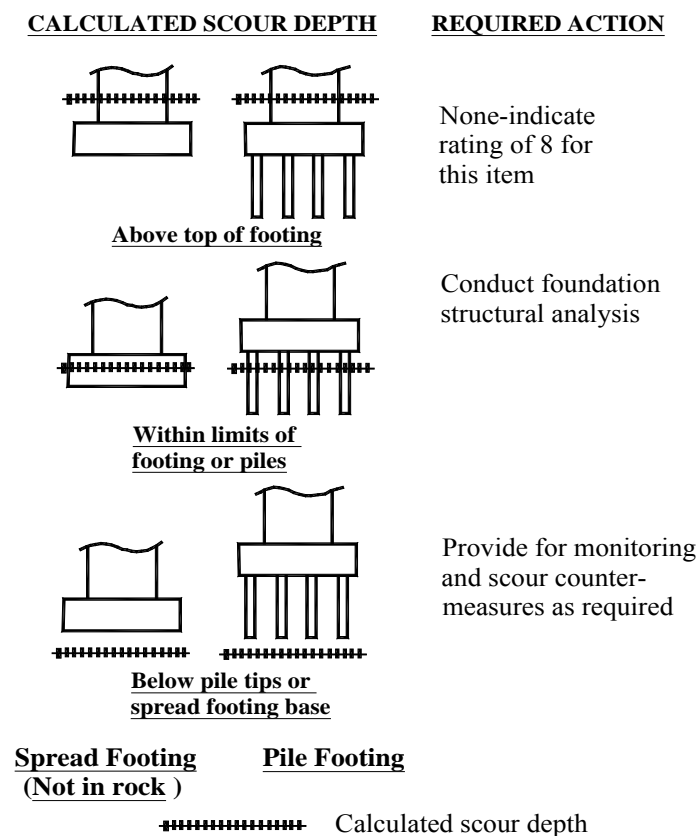 CALCULATED SCOUR DEPTH
REQUIRED ACTION
None-indicate
rating of 8 for
this item
Above top of footing
Conduct foundation
structural analysis
Within limits of
footing or piles
Provide for monitoring
and scour counter-
measures as required
Below pile tips or
spread footing base
Spread Footing
(Not in rock )
Pile Footing
Calculated scour depth